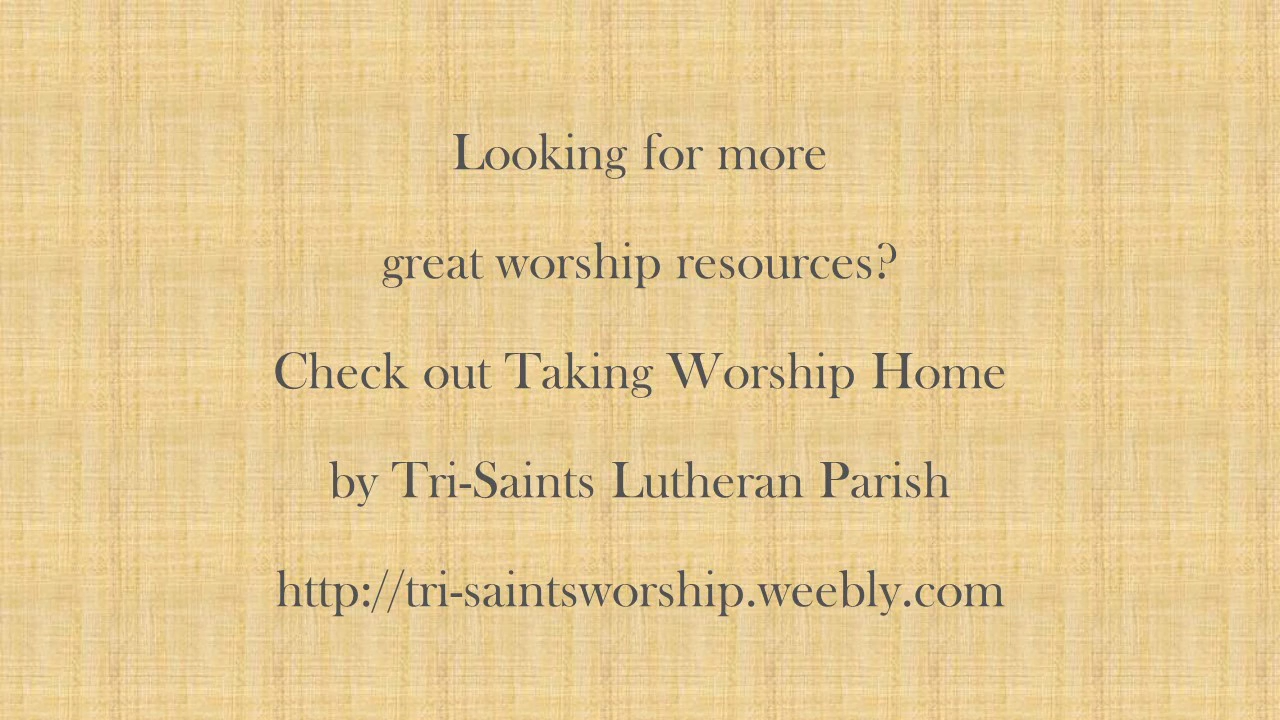 Looking for more
great worship resources?
Check out Taking Worship Home
by Tri-Saints Lutheran Parish
http://tri-saintsworship.weebly.com